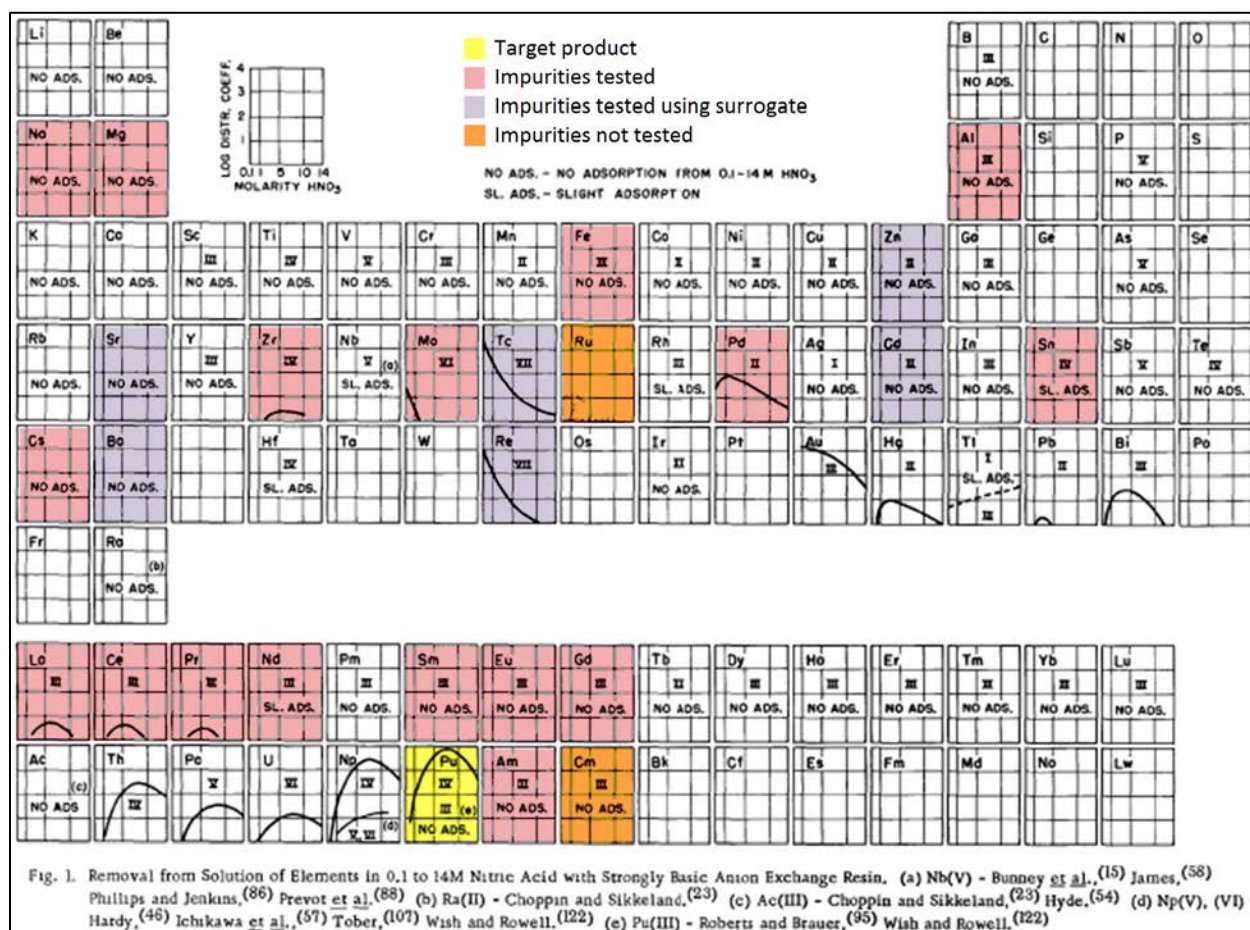 Li Be B C N O
III
NO ADS. NO ADS. NO ADS.
LOG DISTR. COEFF.
4
3
2
1
0.1 1 5 10 14
MOLARITY HNO3
Target product
Impurities tested
Impurities tested using surrogate
Impurities not tested
NO ADS. - NO ADSORPTION FROM 0.1-14 M HNO3
SL. ADS. - SLIGHT ADSORPT ON
Na Mg Al Si P S
III V
NO ADS. NO ADS. NO ADS. NO ADS.
K Ca Sc Ti V Cr Mn Fe Co Ni Cu Zn Ga Ge As Se
III IV V III II III II II II III V
NO ADS. NO ADS. NO ADS. NO ADS. NO ADS. NO ADS. NO ADS. NO ADS. NO ADS. NO ADS. NO ADS. NO ADS. NO ADS. NO ADS.
Rb Sr Y Zr Nb Mo Tc Ru Rh Pd Ag Cd In Sn Sb Te
III IV V (a) VI VII III II I II III IV V IV
NO ADS. NO ADS. NO ADS. SL. ADS. SL. ADS. NO ADS. NO ADS. NO ADS. SL. ADS. NO ADS. NO ADS.
Cs Ba Hf Ta W Re Os Ir Pt Au Hg Tl Pb Bi Po
IV VII II III II I II III
NO ADS. NO ADS. SL. ADS. NO ADS. SL. ADS.
III
Fr Ra
(b)
NO ADS.
La Ce Pr Nd Pm Sm Eu Gd Tb Dy Ho Er Tm Yb Lu
III III III III III III III III III III III III III III
SL. ADS. NO ADS. NO ADS. NO ADS. NO ADS. NO ADS. NO ADS. NO ADS. NO ADS. NO ADS. NO ADS. NO ADS.
Ac Th Pa U Np Pu Am Cm Bk Cf Es Fm Md No Lw
(c) IV V VI IV IV III III
III (e)
NO ADS V, VI (d) NO ADS. NO ADS. NO ADS.
Fig. 1. Removal from Solution of Elements in 0.1 to 14M Nitric Acid with Strongly Basic Anion Exchange Resin. (a) Nb(V) - Bunney et al.,(15) James,(58)
Phillips and Jenkins,(86) Prevot et al.(88) (b) Ra(II) - Choppin and Sikkeland.(23) (c) Ac(III) - Choppin and Sikkeland,(23) Hyde.(54) (d) Np(V), (VI)
Hardy,(46) Ichikawa et al.,(57) Tober,(107) Wish and Rowell.(122) (e) Pu(III) - Roberts and Brauer,(95) Wish and Rowell.(122)